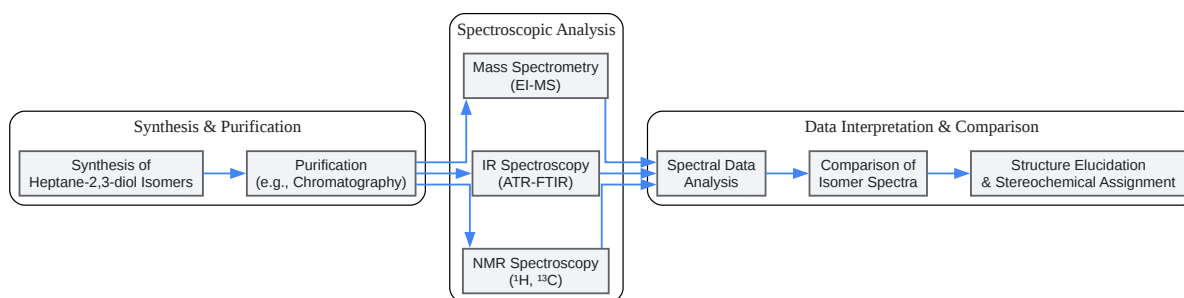 Spectroscopic Analysis
Mass Spectrometry
(EI-MS)
Synthesis & Purification
Data Interpretation & Comparison
Synthesis of
Heptane-2,3-diol Isomers
Purification
(e.g., Chromatography)
IR Spectroscopy
(ATR-FTIR)
Spectral Data
Analysis
Comparison of
Isomer Spectra
Structure Elucidation
& Stereochemical Assignment
NMR Spectroscopy
(¹H, ¹³C)